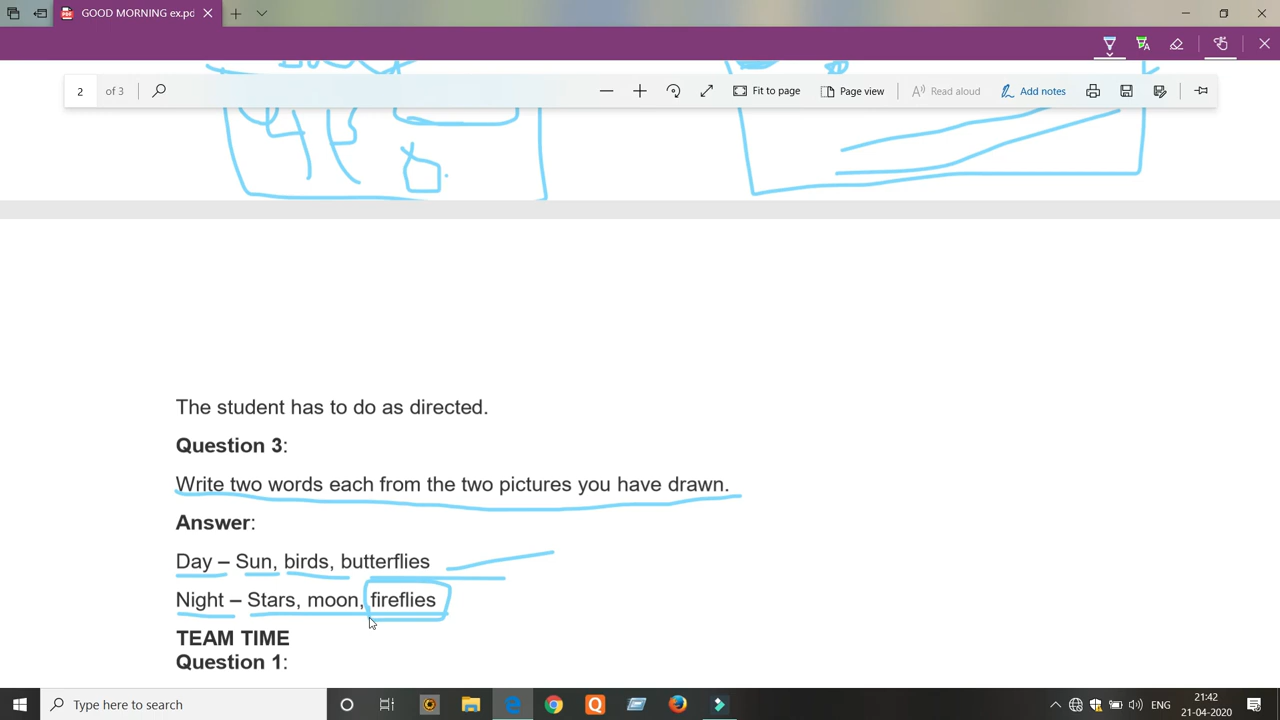 GOOD MORNING ex.pd
2 of 3 Fit to page Page view Read aloud Add notes
The student has to do as directed.
Question 3:
Write two words each from the two pictures you have drawn.
Answer:
Day – Sun, birds, butterflies
Night – Stars, moon, fireflies
TEAM TIME
Question 1:
Type here to search
ENG
21:42
21-04-2020